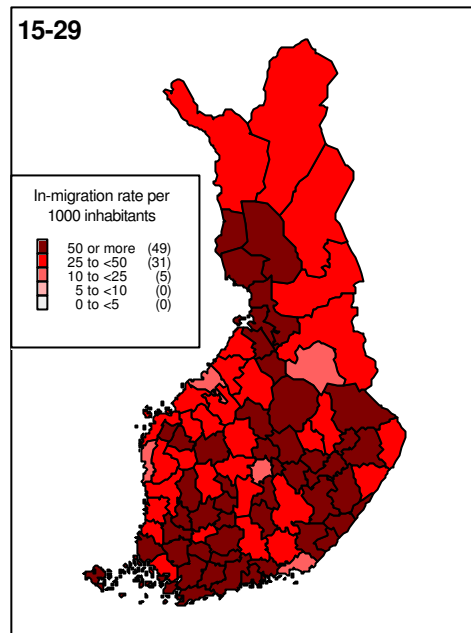 15-29
In-migration rate per
1000 inhabitants
50 or more (49)
25 to <50 (31)
10 to <25 (5)
5 to <10 (0)
0 to <5 (0)